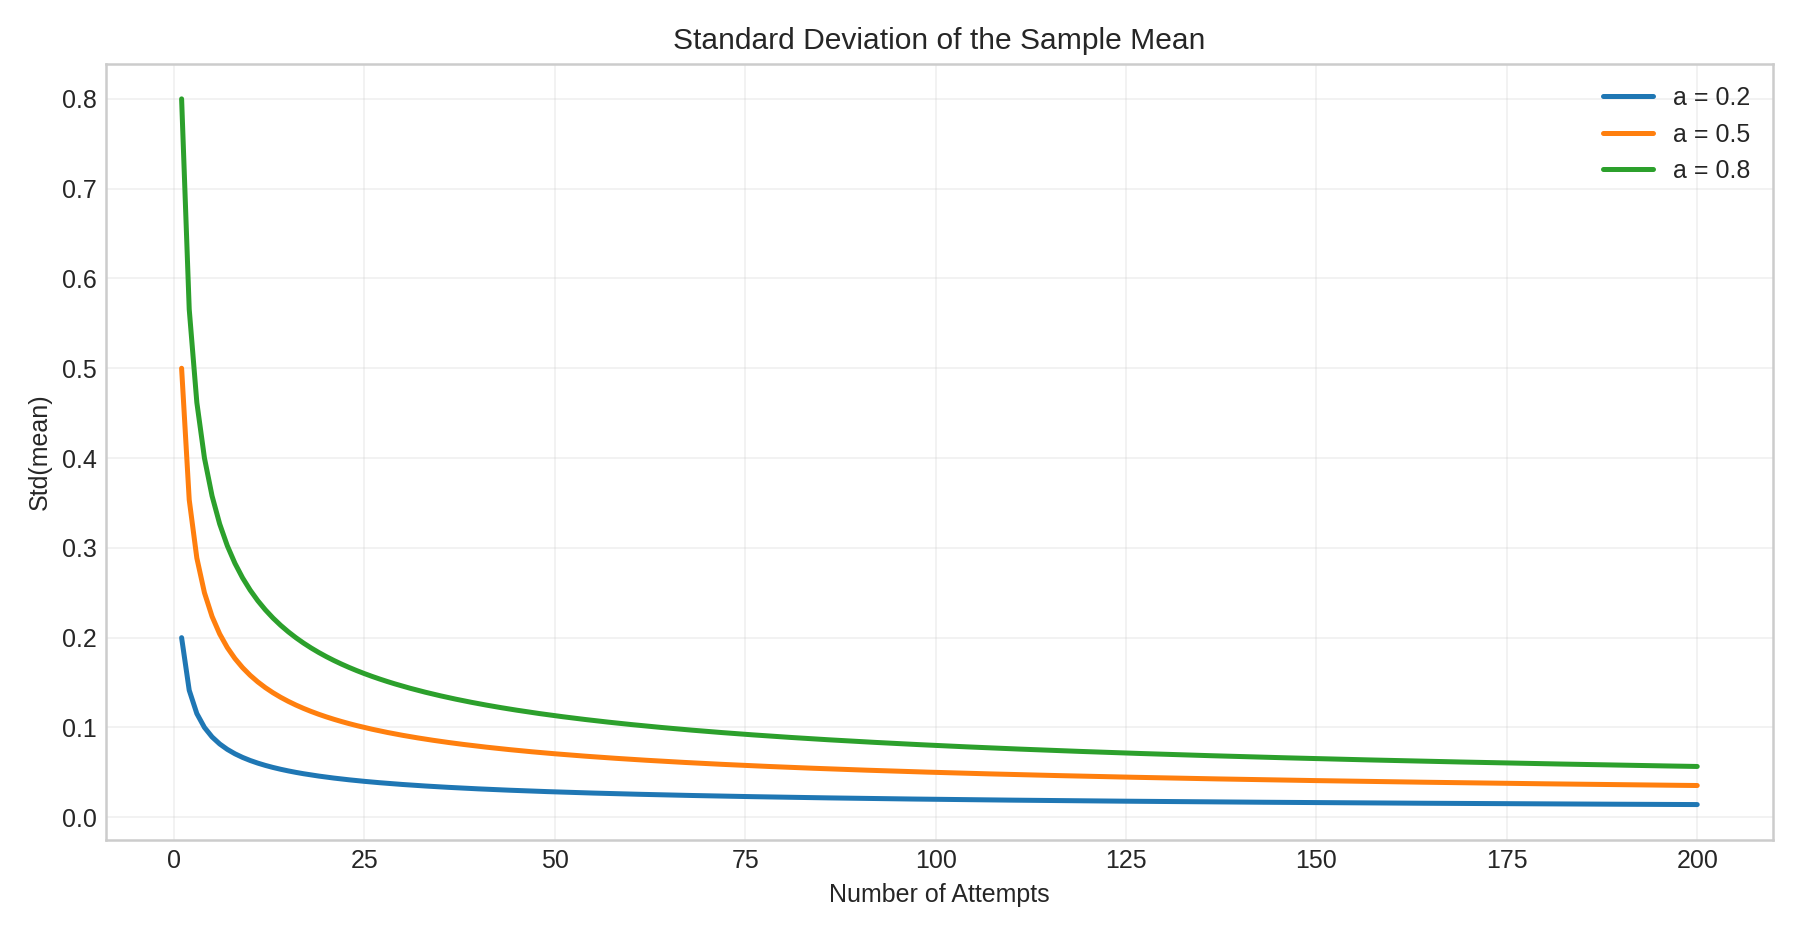 Standard Deviation of the Sample Mean
a = 0.2
a = 0.5
a = 0.8
Std(mean)
0.8
0.7
0.6
0.5
0.4
0.3
0.2
0.1
0.0
0 25 50 75 100 125 150 175 200
Number of Attempts